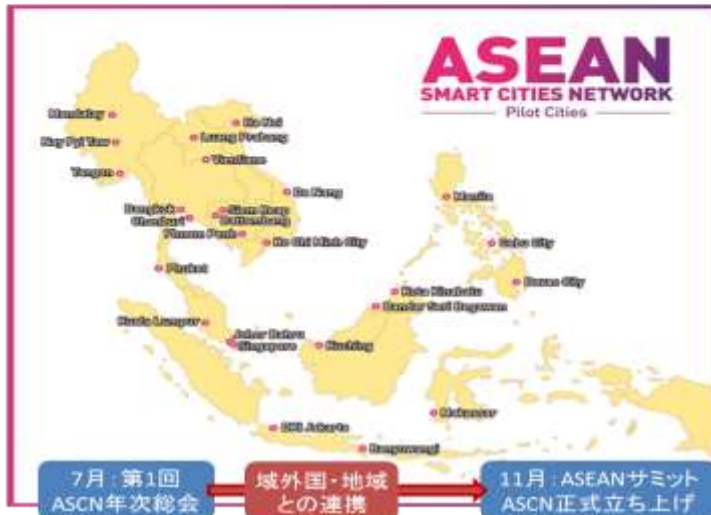 ASEAN
SMART CITIES NETWORK
Pilot Cities
Mandalay
Ha Noi
Luang Prabang
Nay Pyi Taw
Vientiane
Yangon
Da Nang
Manila
Bangkok
Siem Reap
Chonburi
Battambang
Phnom Penh
Ho Chi Minh City
Cebu City
Phuket
Davao City
Kota Kinabalu
Bandar Seri Begawan
Kuala Lumpur
Johor Bahru
Singapore
Kuching
Makassar
DKI Jakarta
Banyuwangi
7月:第1回
ASCN年次総会
域外国・地域
との連携
11月:ASEANサミット
ASCN正式立ち上げ